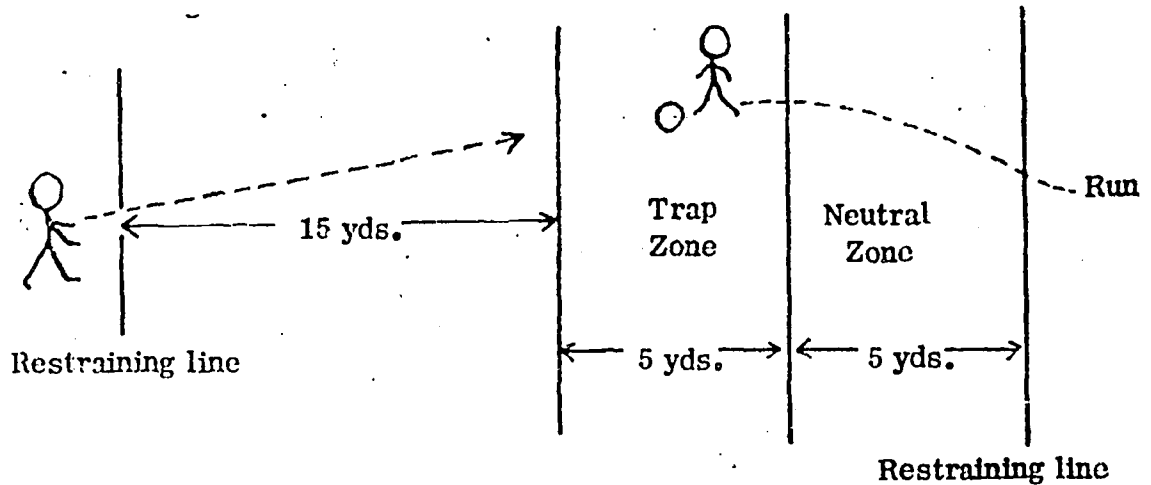 Run
15 yds.
Trap
Zone
Neutral
Zone
Restraining line
5 yds.
5 yds.
Restraining line